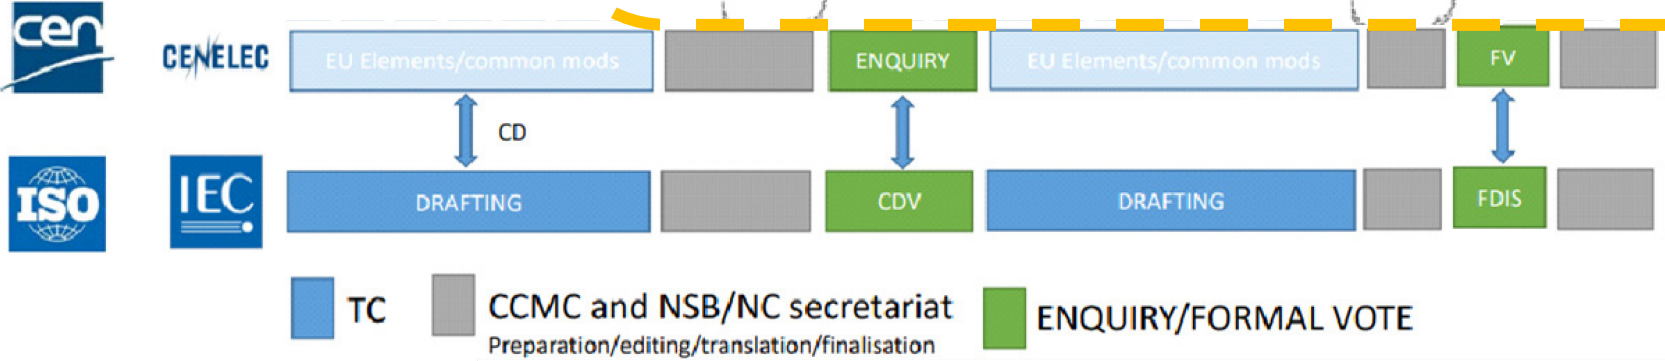 cen
CENELEC
EU Elements/common mods
ENQUIRY
EU Elements/common mods
FV
CD
ISO
IEC
DRAFTING
CDV
DRAFTING
FDIS
TC
CCMC and NSB/NC secretariat
Preparation/editing/translation/finalisation
ENQUIRY/FORMAL VOTE